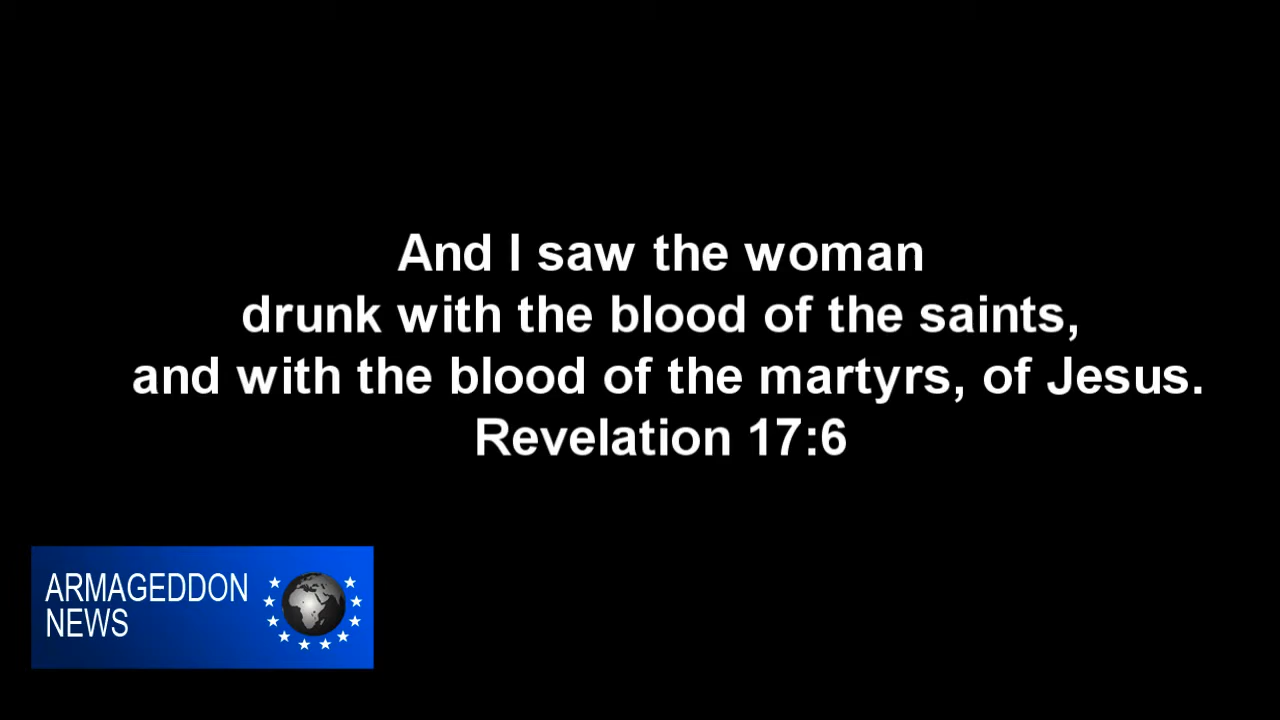 And I saw the woman
drunk with the blood of the saints,
and with the blood of the martyrs, of Jesus.
Revelation 17:6
ARMAGEDDON
NEWS